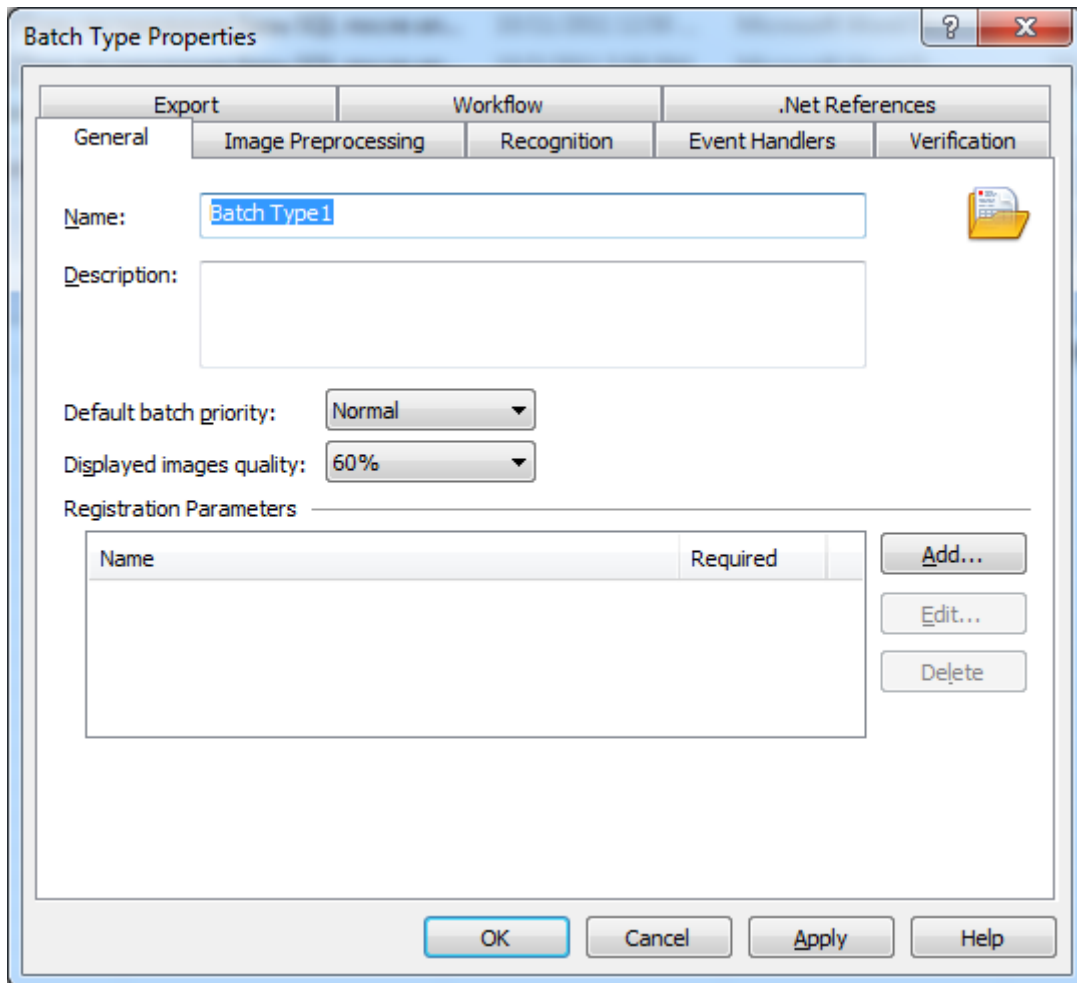 Batch Type Properties
Export Workflow .Net References
General Image Preprocessing Recognition Event Handlers Verification
Name: Batch Type1
Description:
Default batch priority: Normal
Displayed images quality: 60%
Registration Parameters
Name Required Add...
Edit...
Delete
OK Cancel Apply Help